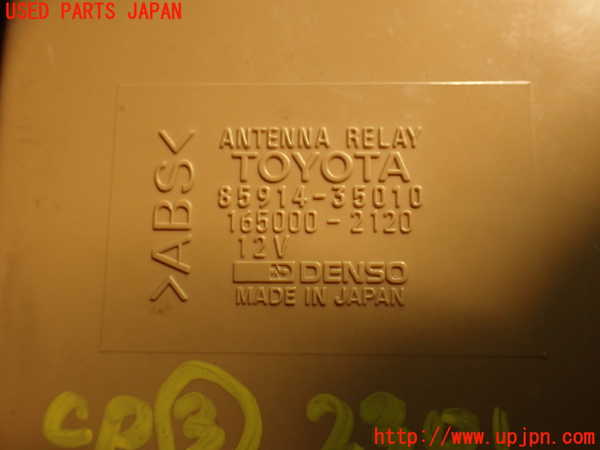 USED PARTS JAPAN
>ABS<
ANTENNA RELAY
TOYOTA
85914-35010
165000-2120
12V
DENSO
MADE IN JAPAN
http://www.upjpn.com/